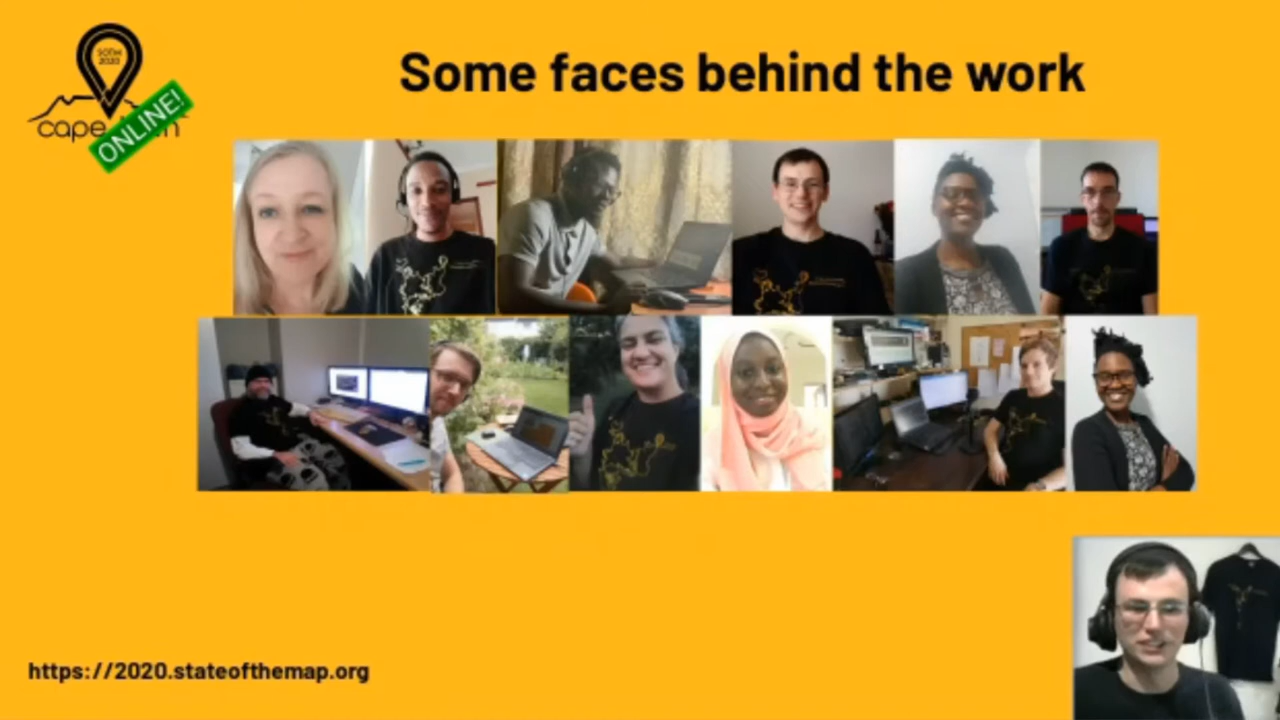 Some faces behind the work
SOTM
2020
cape
ONLINE!
https://2020.stateofthemap.org